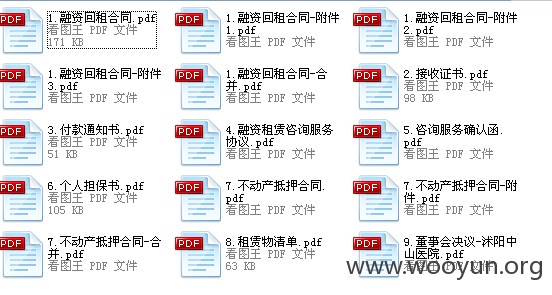 1.融资回租合同.pdf
看图王 PDF 文件
171 KB
1.融资回租合同-附件
1.pdf
看图王 PDF 文件
1.融资回租合同-附件
2.pdf
看图王 PDF 文件
1.融资回租合同-附件
3.pdf
看图王 PDF 文件
1.融资回租合同-合
并.pdf
看图王 PDF 文件
2.接收证书.pdf
看图王 PDF 文件
98 KB
3.付款通知书.pdf
看图王 PDF 文件
51 KB
4.融资租赁咨询服务
协议.pdf
看图王 PDF 文件
5.咨询服务确认函.
pdf
看图王 PDF 文件
6.个人担保书.pdf
看图王 PDF 文件
105 KB
7.不动产抵押合同.
pdf
看图王 PDF 文件
7.不动产抵押合同-附
件.pdf
看图王 PDF 文件
7.不动产抵押合同-合
并.pdf
看图王 PDF 文件
8.租赁物清单.pdf
看图王 PDF 文件
63 KB
9.董事会决议-沭阳中
山医院.pdf
看图王 PDF 文件
www.wooyun.org